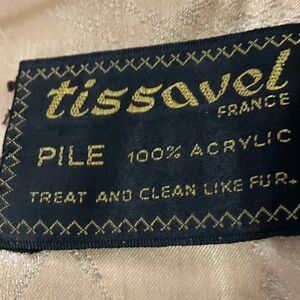 tissavel
FRANCE
PILE 100% ACRYLIC
TREAT AND CLEAN LIKE FUR.